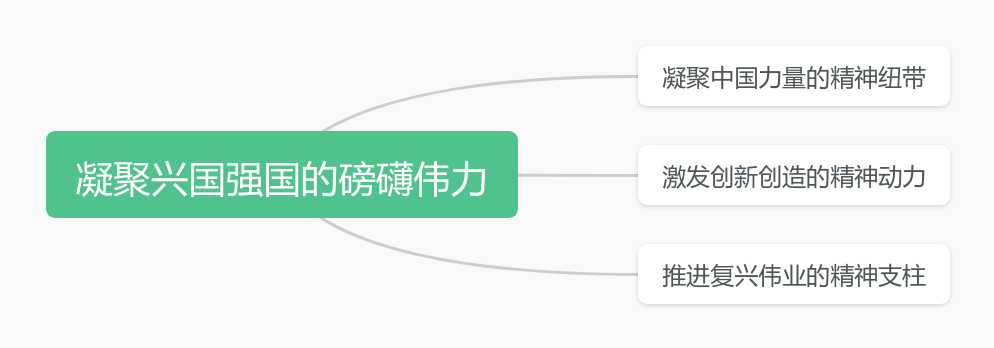 凝聚兴国强国的磅礴伟力
凝聚中国力量的精神纽带
激发创新创造的精神动力
推进复兴伟业的精神支柱